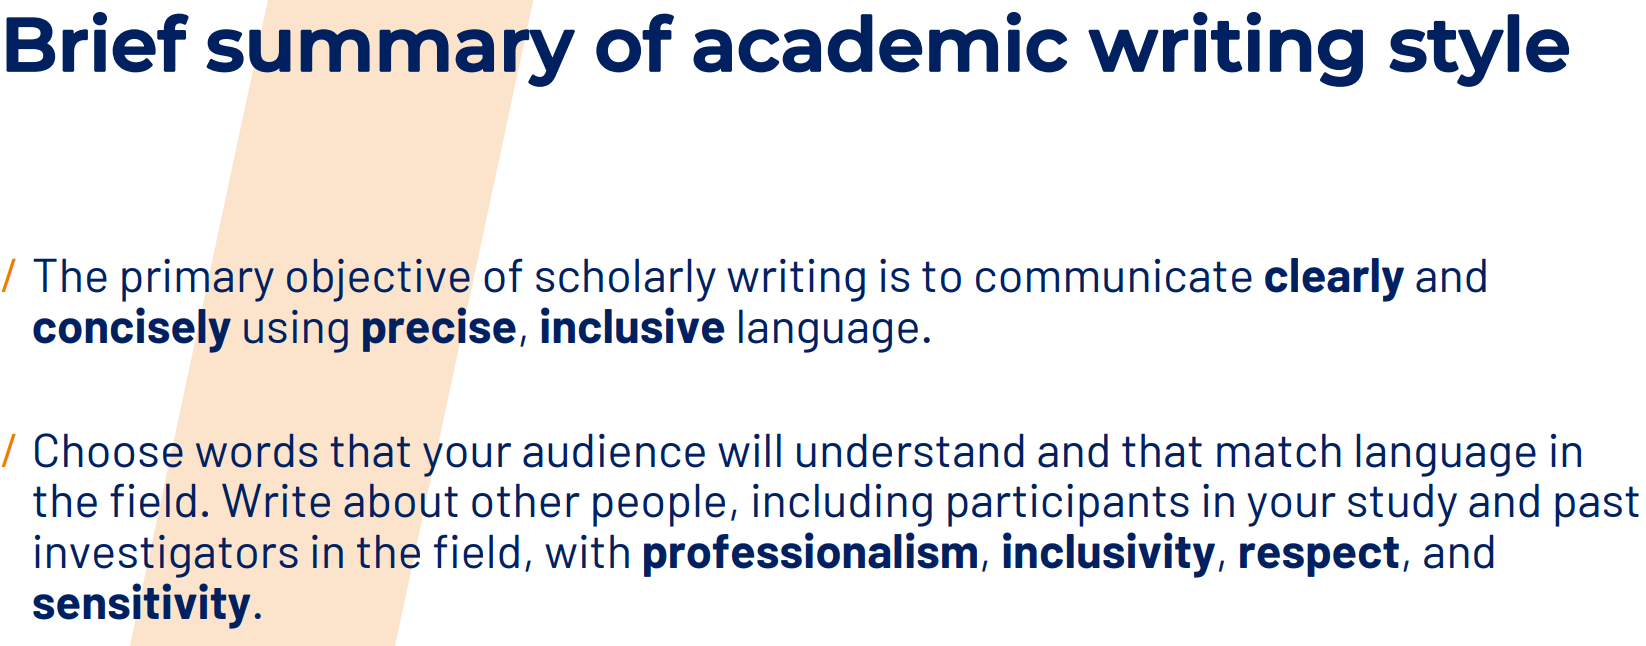 Brief summary of academic writing style
/ The primary objective of scholarly writing is to communicate clearly and
concisely using precise, inclusive language.
/ Choose words that your audience will understand and that match language in
the field. Write about other people, including participants in your study and past
investigators in the field, with professionalism, inclusivity, respect, and
sensitivity.